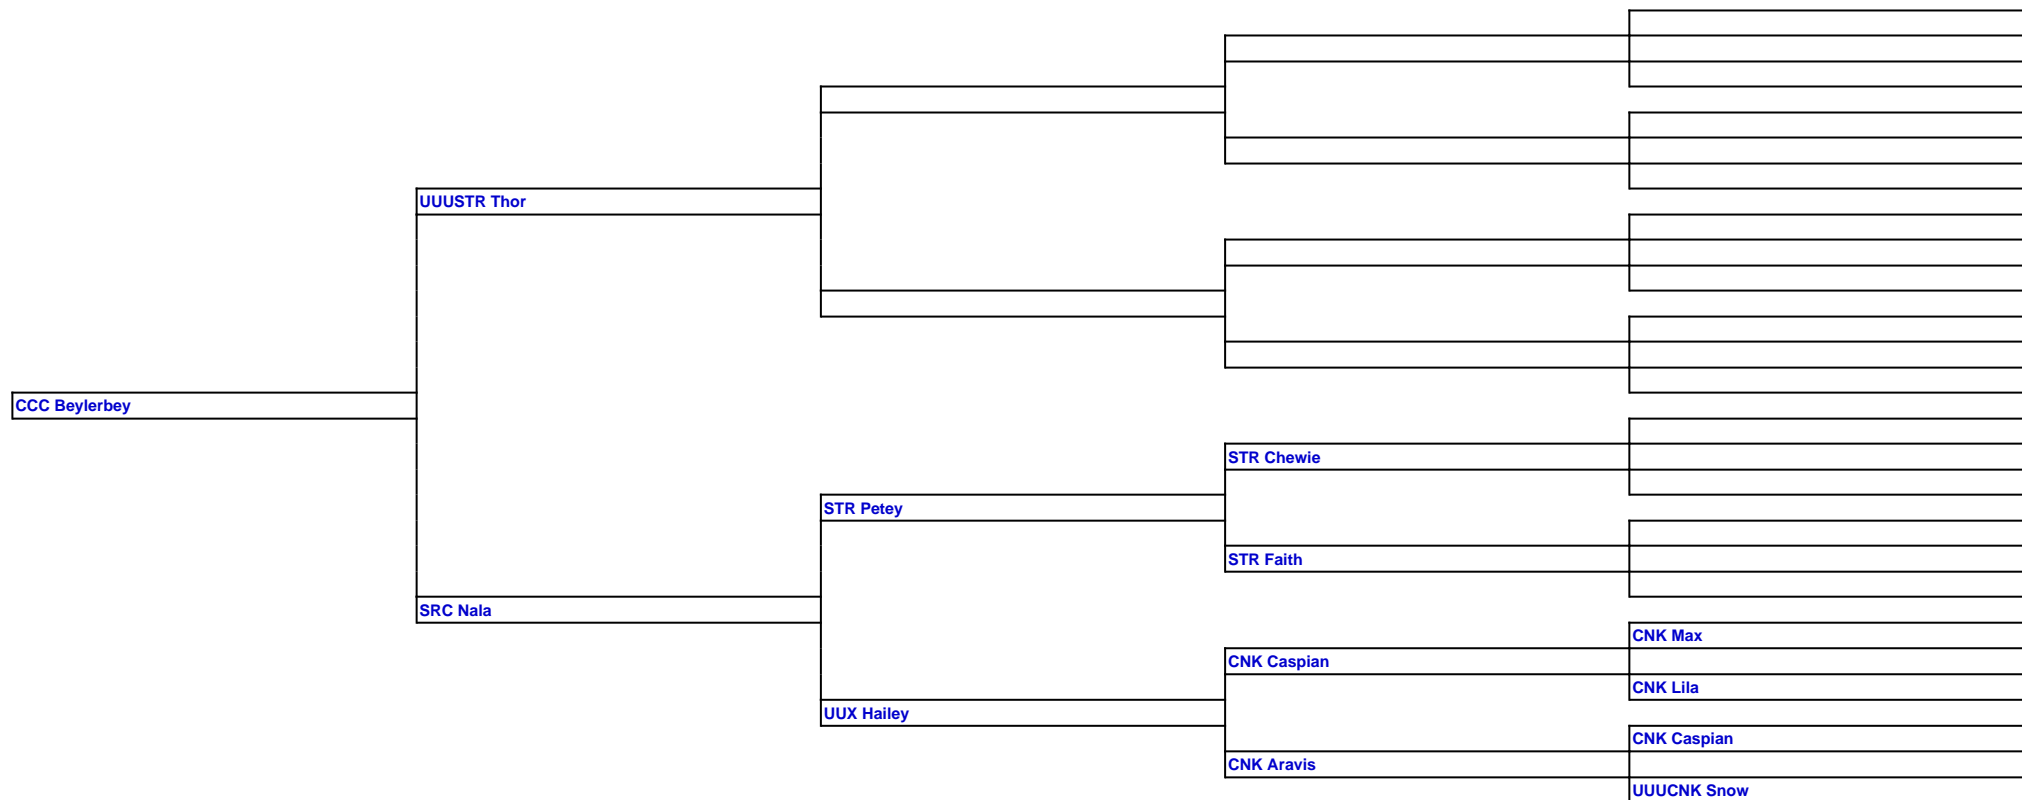 UUUSTR Thor
CCC Beylerbey
STR Chewie
STR Petey
STR Faith
SRC Nala
CNK Max
CNK Caspian
CNK Lila
UUX Hailey
CNK Caspian
CNK Aravis
UUUCNK Snow